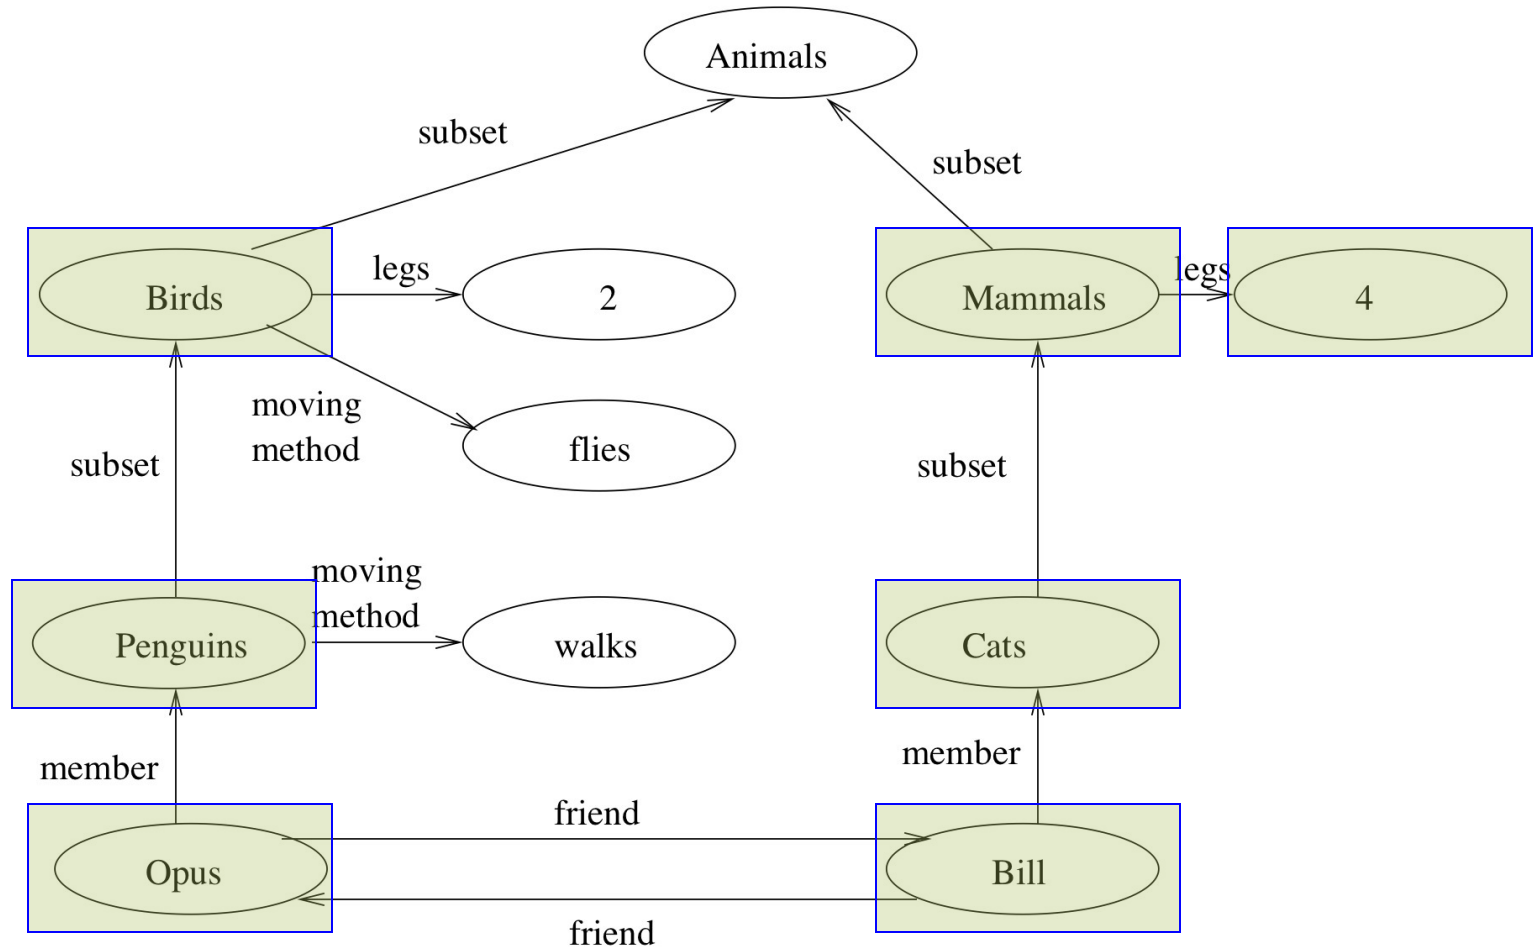 Animals
subset
subset
Birds
legs
2
Mammals
legs
4
moving
method
flies
subset
subset
Penguins
moving
method
walks
Cats
member
member
friend
Opus
Bill
friend